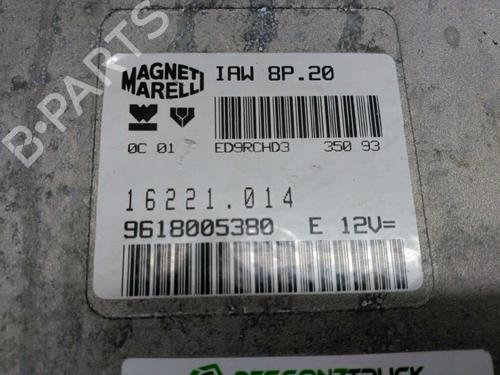 B-PARTS
MAGNETI MARELLI
IAW 8P.20
0C 01 ED9RCHD3 350 93
16221.014
9618005380 E 12V=